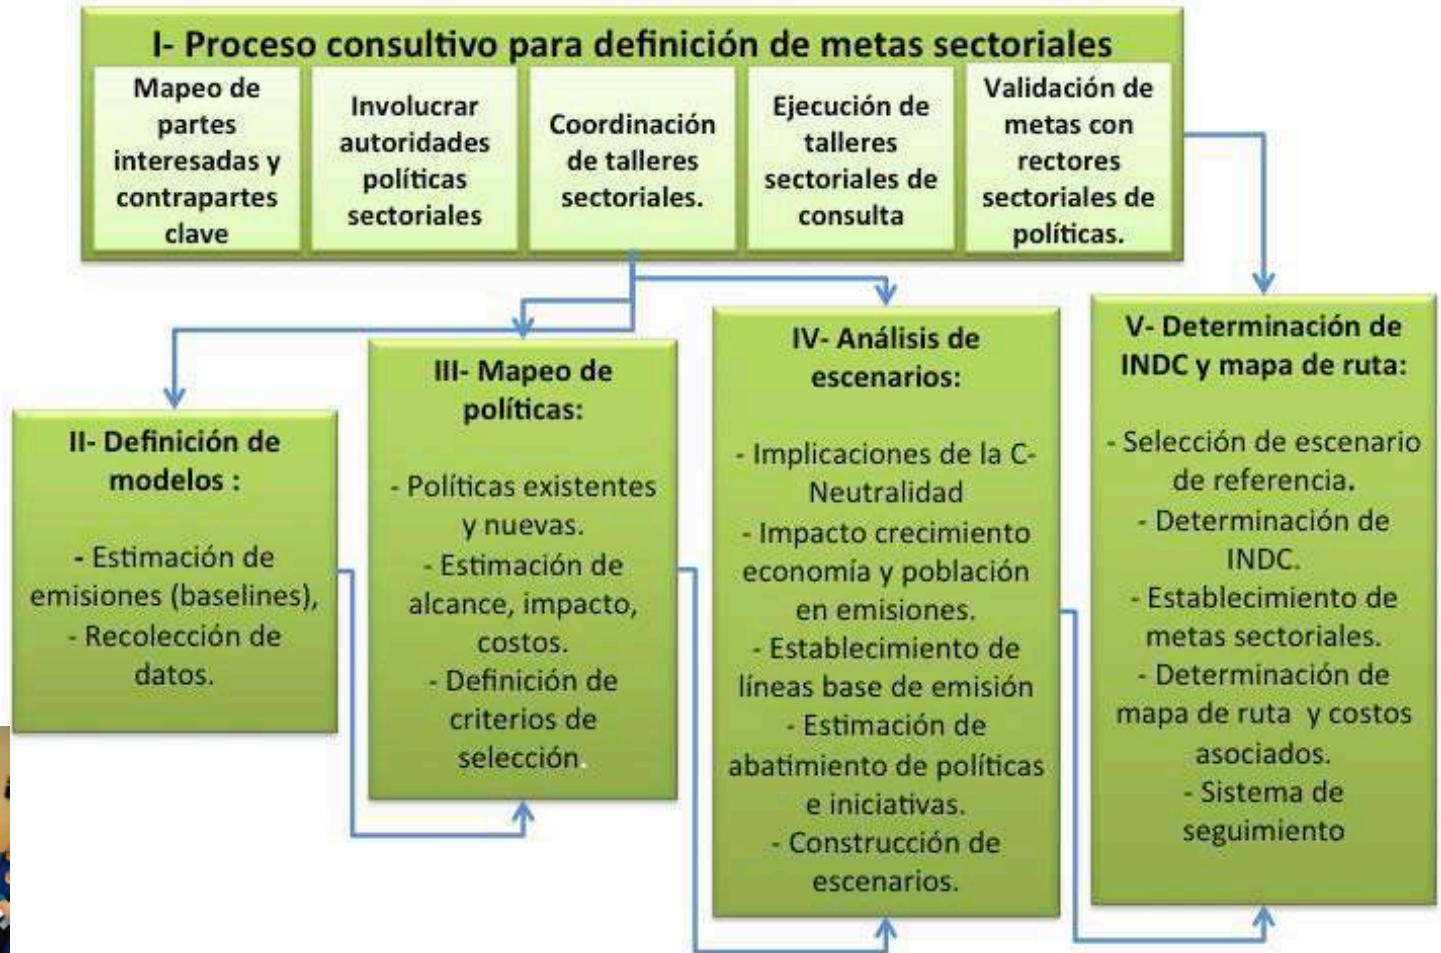 I- Proceso consultivo para definición de metas sectoriales
Mapeo de
partes
interesadas y
contrapartes
clave
Involucrar
autoridades
políticas
sectoriales
Coordinación
de talleres
sectoriales.
Ejecución de
talleres
sectoriales de
consulta
Validación de
metas con
rectores
sectoriales de
políticas.
II- Definición de
modelos :
- Estimación de
emisiones (baselines),
- Recolección de
datos.
III- Mapeo de
políticas:
- Políticas existentes
y nuevas.
- Estimación de
alcance, impacto,
costos.
- Definición de
criterios de
selección.
IV- Análisis de
escenarios:
- Implicaciones de la C-
Neutralidad
- Impacto crecimiento
economía y población
en emisiones.
- Establecimiento de
líneas base de emisión
- Estimación de
abatimiento de políticas
e iniciativas.
- Construcción de
escenarios.
V- Determinación de
INDC y mapa de ruta:
- Selección de escenario
de referencia.
- Determinación de
INDC.
- Establecimiento de
metas sectoriales.
- Determinación de
mapa de ruta y costos
asociados.
- Sistema de
seguimiento